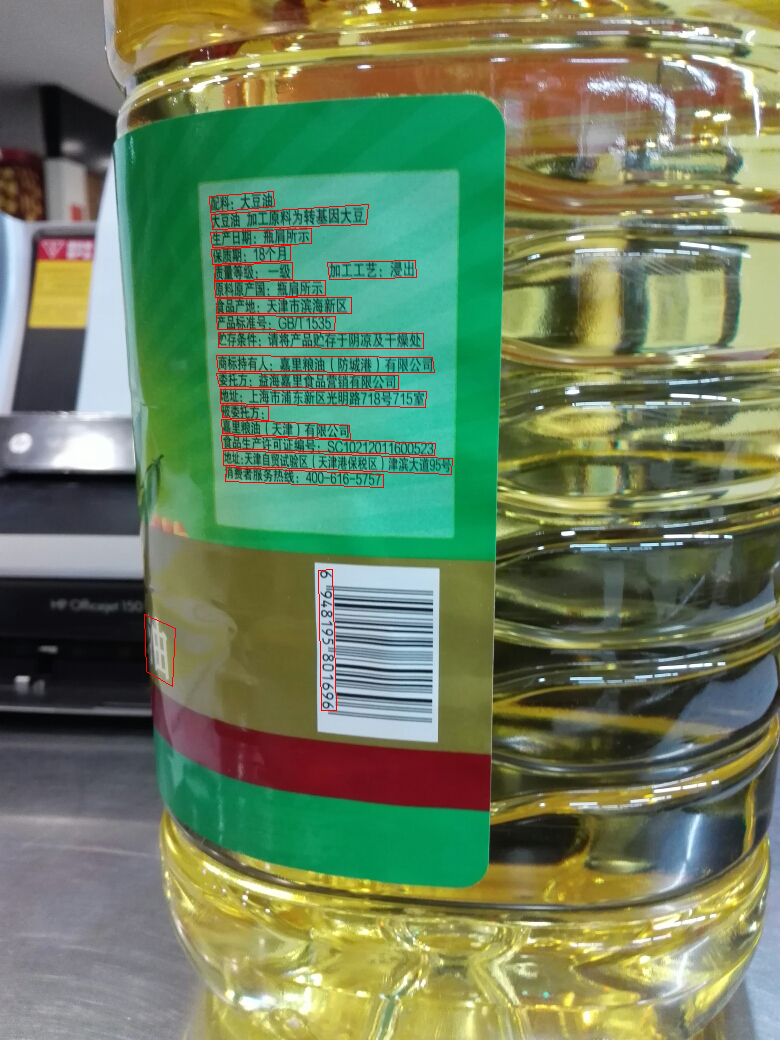 配料：大豆油
大豆油 加工原料为转基因大豆
生产日期：瓶肩所示
保质期：18个月
质量等级：一级 加工工艺：浸出
原料原产国：瓶肩所示
食品产地：天津市滨海新区
产品标准号：GB/T1535
贮存条件：请将产品贮存于阴凉及干燥处
商标持有人：嘉里粮油（防城港）有限公司
委托方：益海嘉里食品营销有限公司
地址：上海市浦东新区光明路718号715室
被委托方：
嘉里粮油（天津）有限公司
食品生产许可证编号：SC10212011600523
地址：天津自贸试验区（天津港保税区）津滨大道95号
消费者服务热线：400-616-5757
6 948195 801696
油
HP Officejet 150